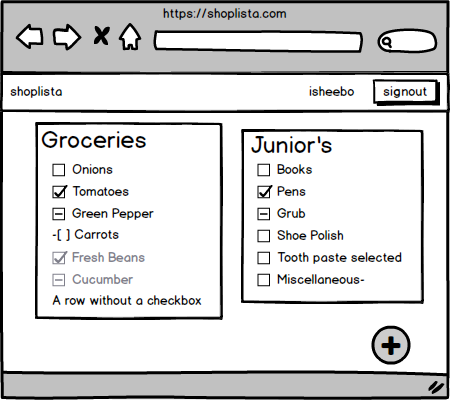 https://shoplista.com
shoplista
isheebo
signout
Groceries
Onions
Tomatoes
Green Pepper
-[ ] Carrots
Fresh Beans
Cucumber
A row without a checkbox
Junior's
Books
Pens
Grub
Shoe Polish
Tooth paste selected
Miscellaneous-